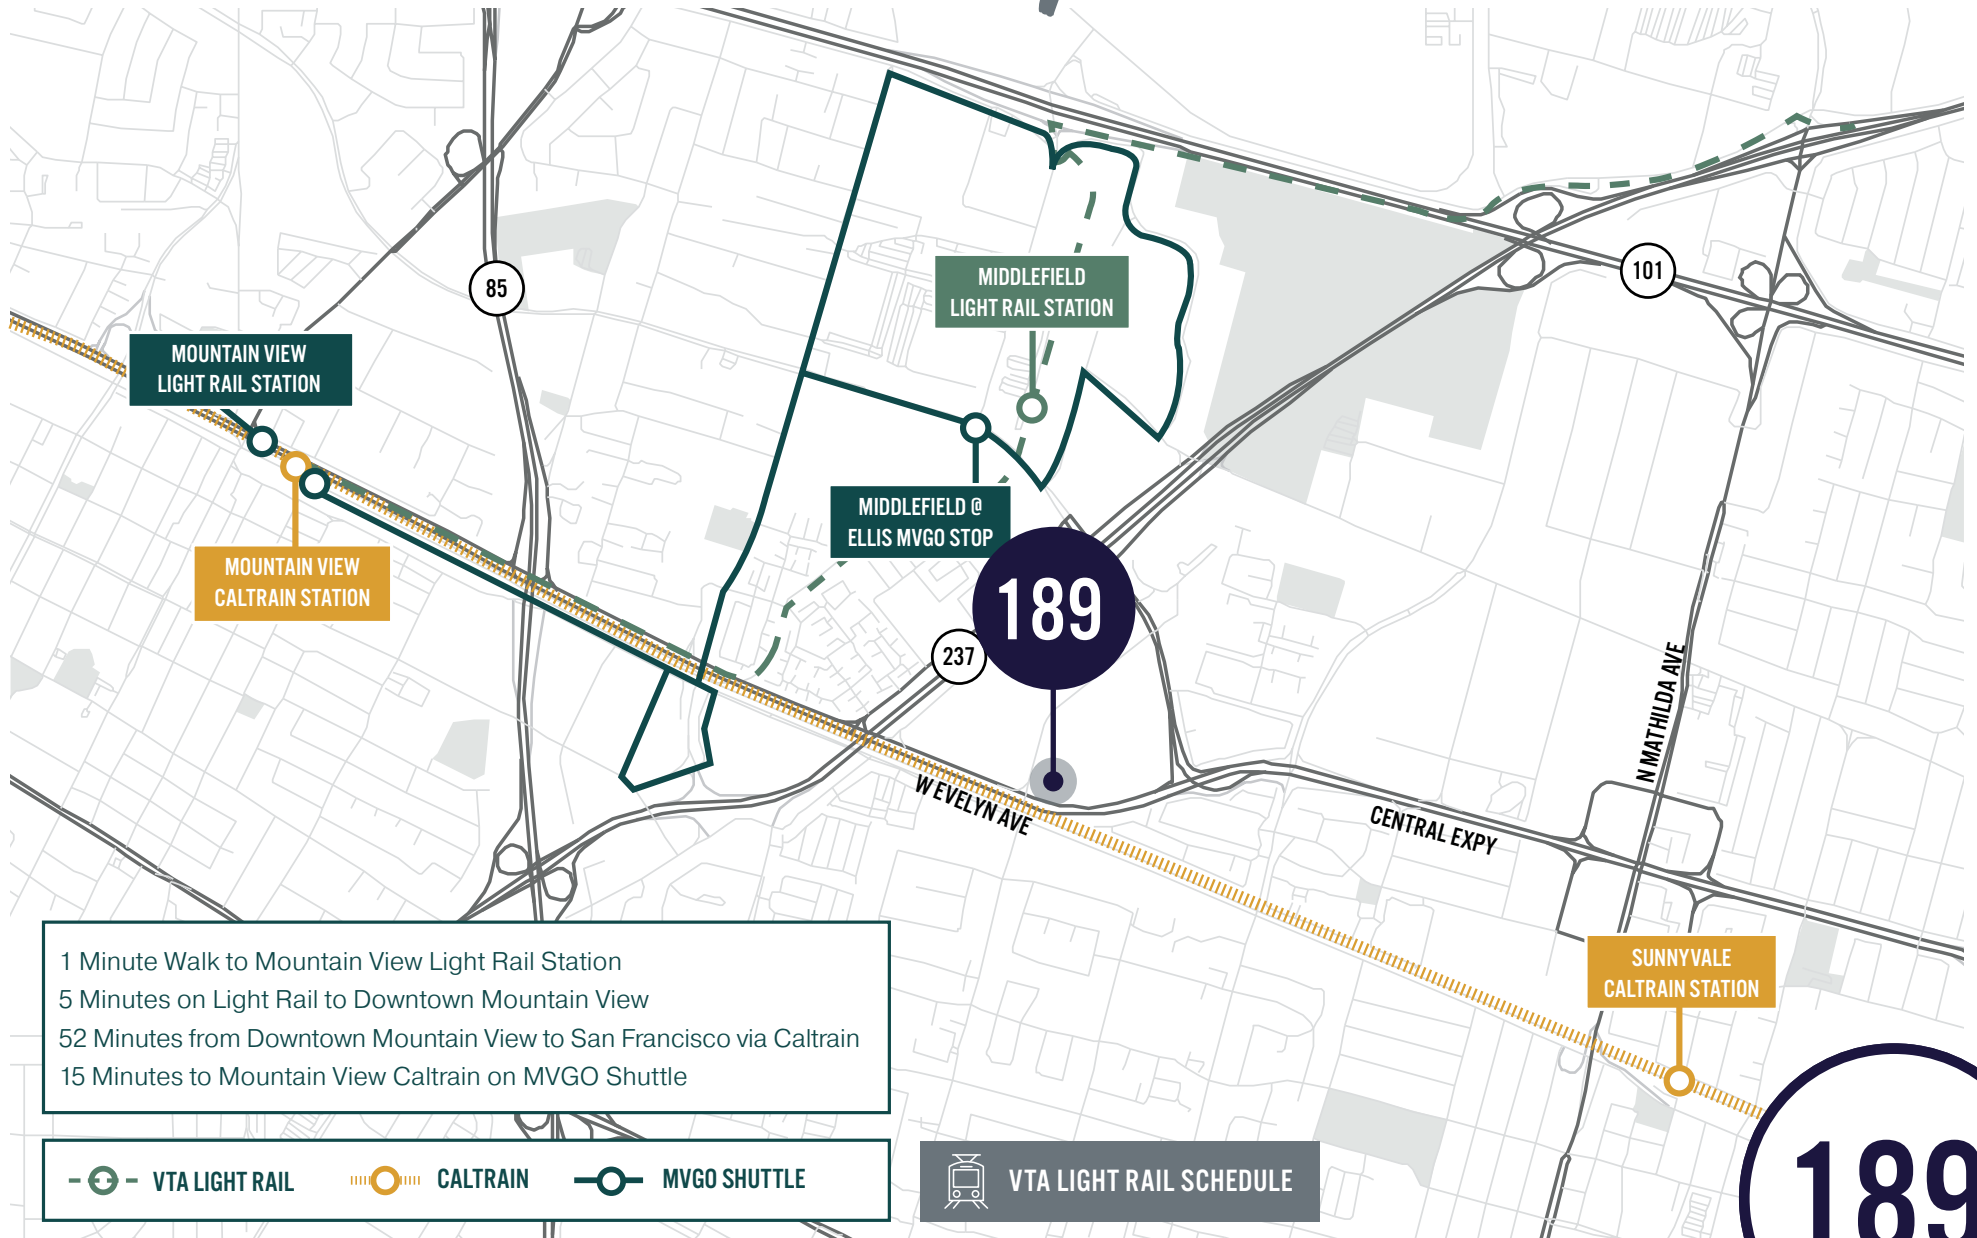 85
101
MIDDLEFIELD
LIGHT RAIL STATION
MOUNTAIN VIEW
LIGHT RAIL STATION
MIDDLEFIELD @
ELLIS MVGO STOP
MOUNTAIN VIEW
CALTRAIN STATION
189
237
N MATHILDA AVE
W EVELYN AVE
CENTRAL EXPY
SUNNYVALE
CALTRAIN STATION
1 Minute Walk to Mountain View Light Rail Station
5 Minutes on Light Rail to Downtown Mountain View
52 Minutes from Downtown Mountain View to San Francisco via Caltrain
15 Minutes to Mountain View Caltrain on MVGO Shuttle
VTA LIGHT RAIL
CALTRAIN
MVGO SHUTTLE
VTA LIGHT RAIL SCHEDULE
189